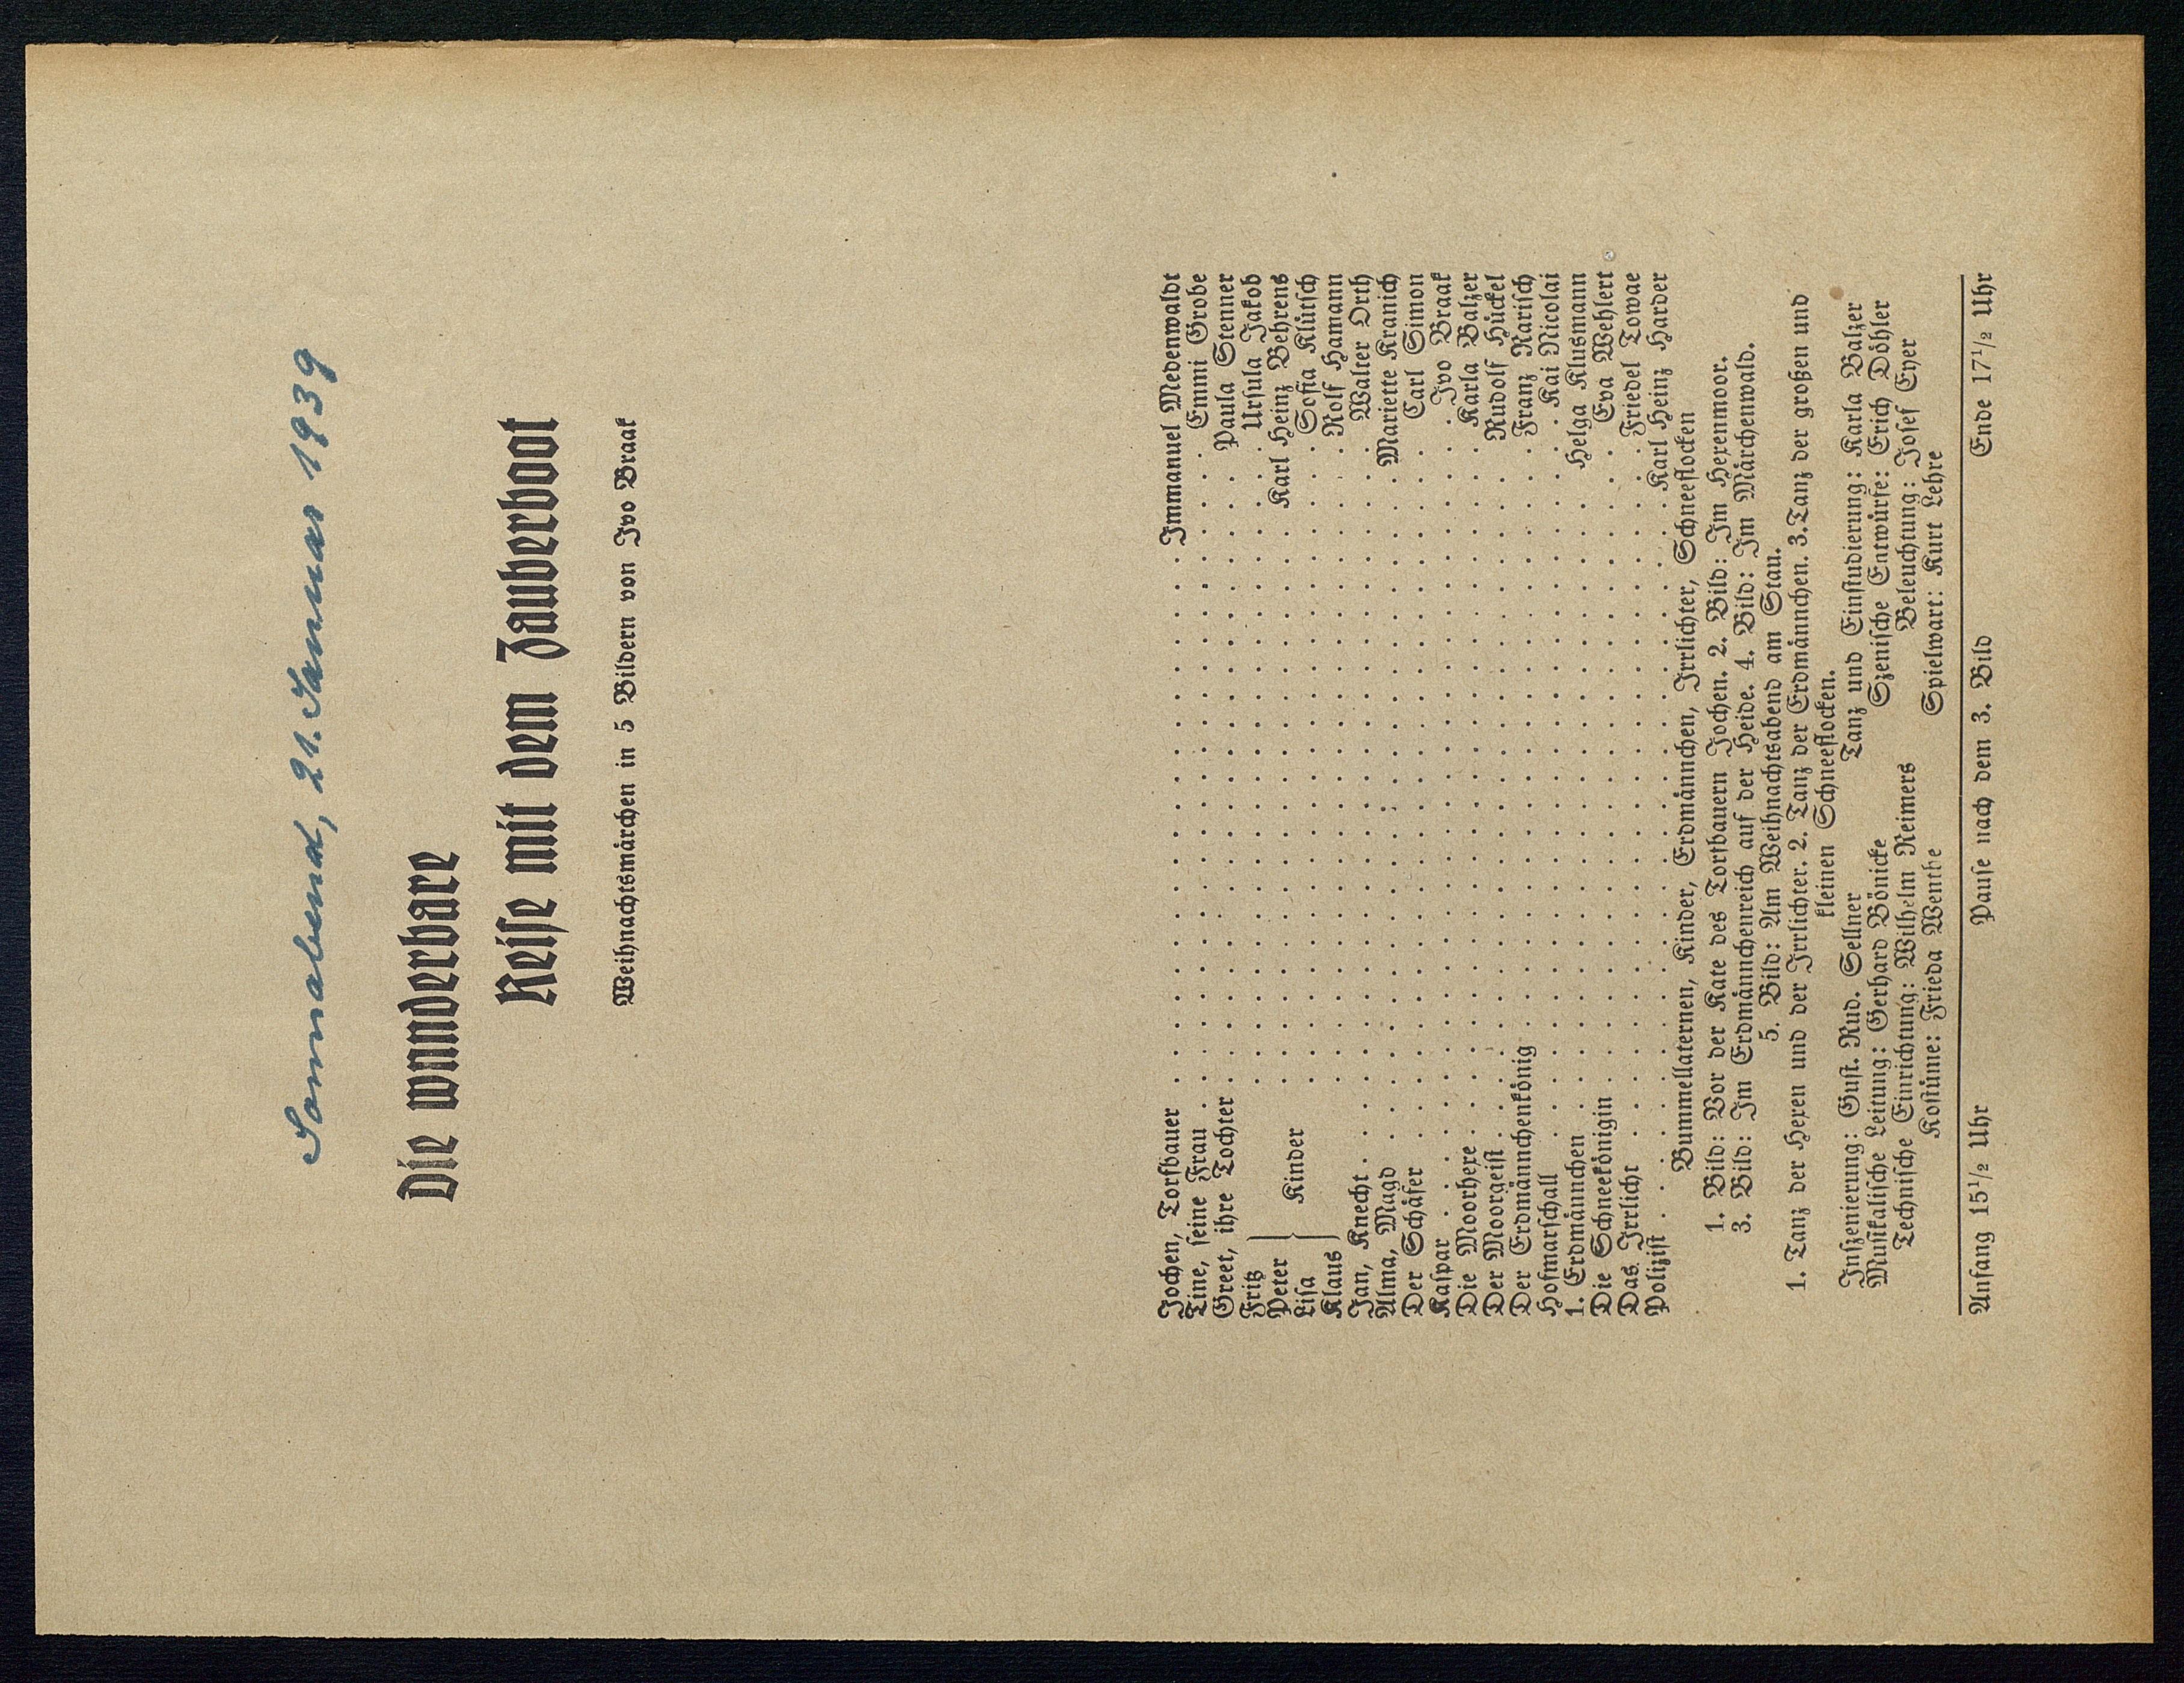 Sonnabend, 21. Januar 1939
Die wunderbare
Reise mit dem Zauberboot
Weihnachtsmärchen in 5 Bildern von Ivo Braak
Jochen, Torfbauer . . . . . . . . . . . . . . . . . . . . Immanuel Medenwaldt
Tine, seine Frau . . . . . . . . . . . . . . . . . . . . . . . . Emmi Grobe
Greet, ihre Tochter . . . . . . . . . . . . . . . . . . . . . . . Paula Stenner
Fritz . . . . . . . . . . . . . . . . . . . . . . . . Ursula Jakob
Peter . . . . . . . . . . . . . . . . . . . . . . Karl Heinz Behrens
Lisa } Kinder . . . . . . . . . . . . . . . . . . . . . . . . Sofia Klütsch
Klaus . . . . . . . . . . . . . . . . . . . . . . . . Rolf Hamann
Jan, Knecht . . . . . . . . . . . . . . . . . . . . . . . . . . Walter Orth
Alma, Magd . . . . . . . . . . . . . . . . . . . . . . . . . Mariette Kranich
Der Schäfer . . . . . . . . . . . . . . . . . . . . . . . . . . Carl Simon
Kaspar . . . . . . . . . . . . . . . . . . . . . . . . . . . . Ivo Braak
Die Moorhexe . . . . . . . . . . . . . . . . . . . . . . . . . Karla Balzer
Der Moorgeist . . . . . . . . . . . . . . . . . . . . . . . . . Rudolf Hückel
Der Erdmännchenkönig . . . . . . . . . . . . . . . . . . . . . . Franz Rarisch
Hofmarschall . . . . . . . . . . . . . . . . . . . . . . . . . . Kai Nicolai
1. Erdmännchen . . . . . . . . . . . . . . . . . . . . . . . . Helga Klusmann
Die Schneekönigin . . . . . . . . . . . . . . . . . . . . . . . . Eva Wehlert
Das Irrlicht . . . . . . . . . . . . . . . . . . . . . . . . . . Friedel Towae
Polizist . . . . . . . . . . . . . . . . . . . . . . . . . . Karl Heinz Harder
Bummellaternen, Kinder, Erdmännchen, Irrlichter, Schneeflocken
1. Bild: Vor der Kate des Torfbauern Jochen. 2. Bild: Im Hexenmoor.
3. Bild: Im Erdmännchenreich auf der Heide. 4. Bild: Im Märchenwald.
5. Bild: Am Weihnachtsabend am Stau.
1. Tanz der Hexen und der Irrlichter. 2. Tanz der Erdmännchen. 3. Tanz der großen und
kleinen Schneeflocken.
Inszenierung: Gust. Rud. Sellner Tanz und Einstudierung: Karla Balzer
Musikalische Leitung: Gerhard Bönicke Szenische Entwürfe: Erich Döhler
Technische Einrichtung: Wilhelm Reimers Beleuchtung: Josef Eyer
Kostüme: Frieda Wenthe Spielwart: Kurt Lehre
Anfang 15 1/2 Uhr Pause nach dem 3. Bild Ende 17 1/2 Uhr